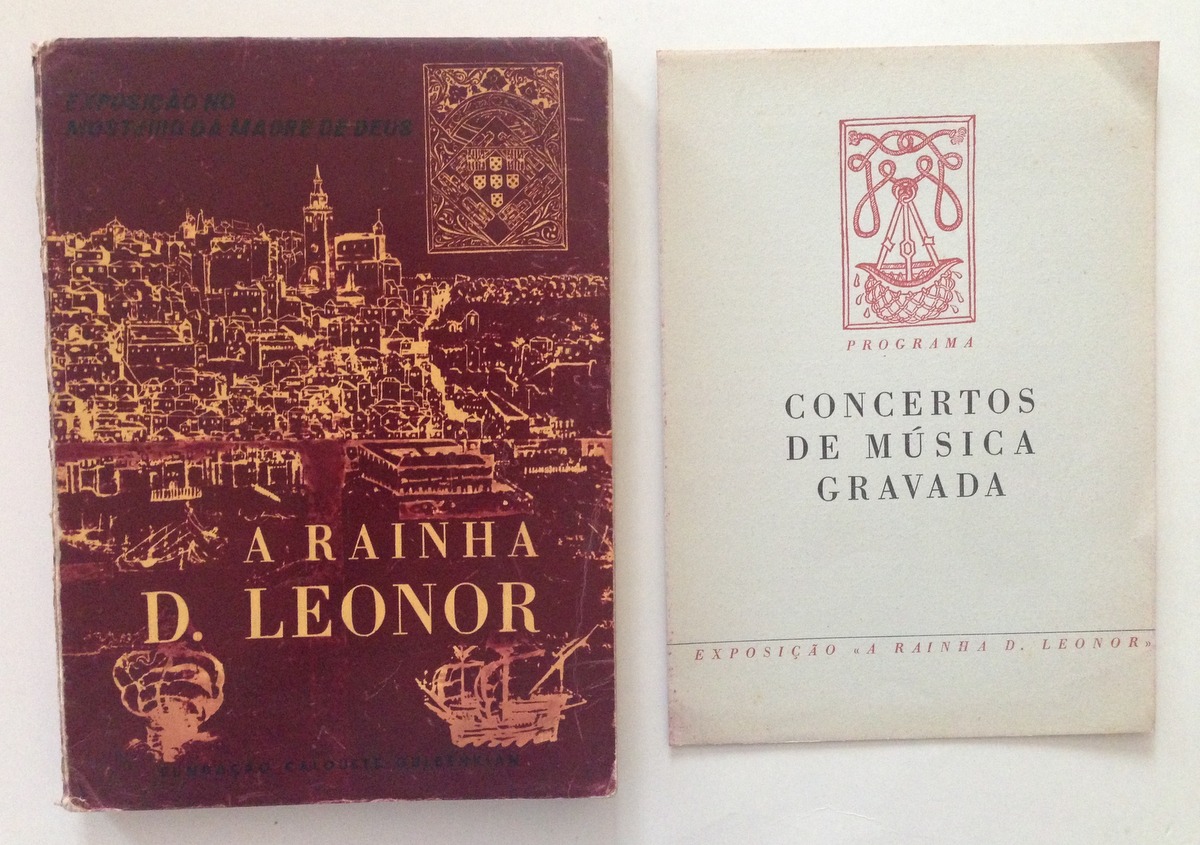 EXPOSIÇÃO NO
MOSTEIRO DA MADRE DE DEUS
A RAINHA
D. LEONOR
FUNDAÇÃO CALOUSTE GULBENKIAN
PROGRAMA
CONCERTOS
DE MÚSICA
GRAVADA
EXPOSIÇÃO «A RAINHA D. LEONOR»